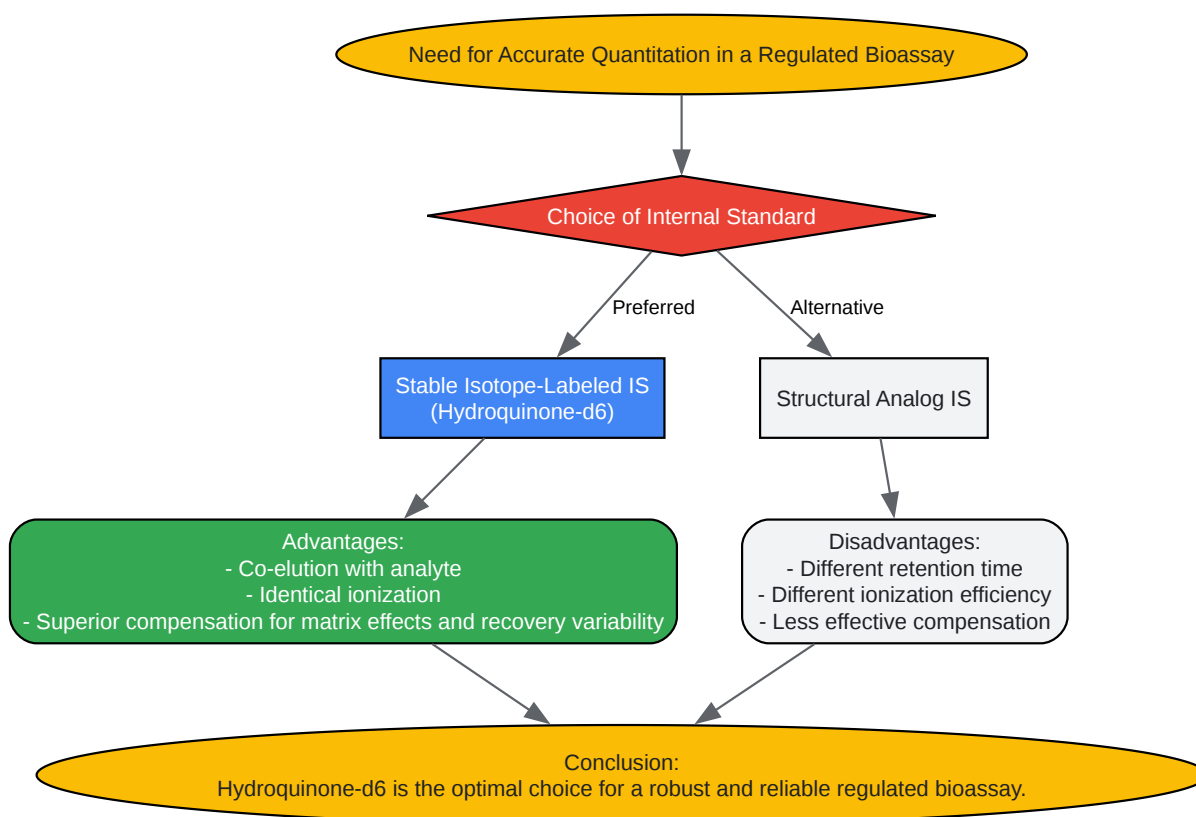 Need for Accurate Quantitation in a Regulated Bioassay
Choice of Internal Standard
Preferred
Alternative
Stable Isotope-Labeled IS
(Hydroquinone-d6)
Structural Analog IS
Advantages:
- Co-elution with analyte
- Identical ionization
- Superior compensation for matrix effects and recovery variability
Disadvantages:
- Different retention time
- Different ionization efficiency
- Less effective compensation
Conclusion:
Hydroquinone-d6 is the optimal choice for a robust and reliable regulated bioassay.